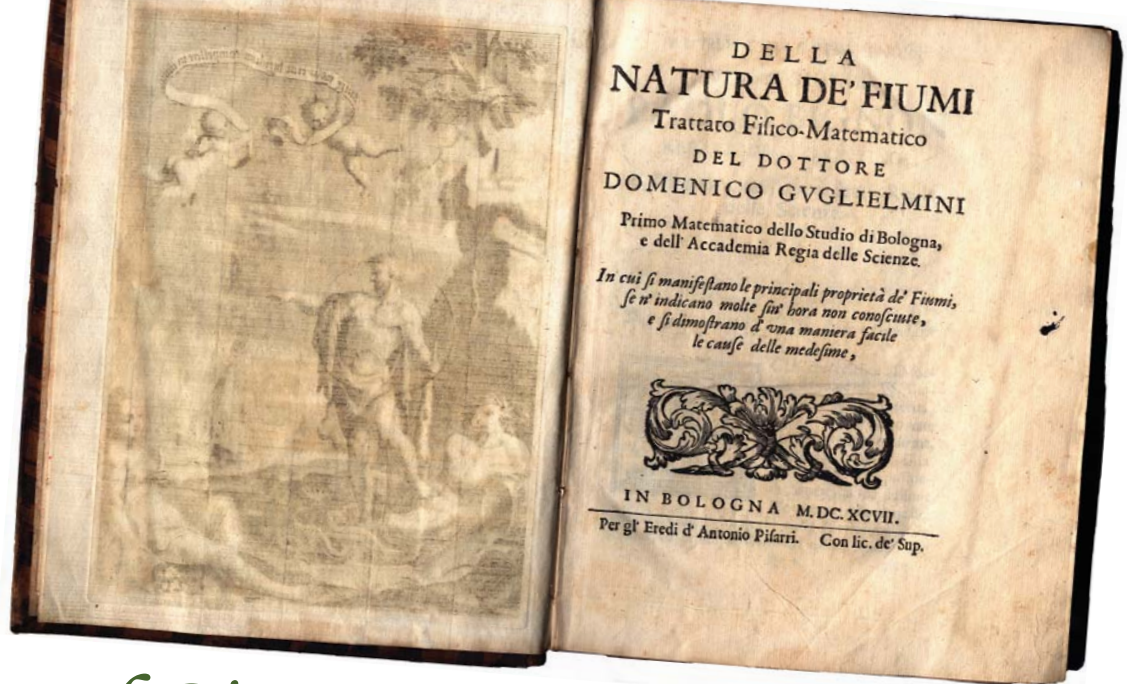 DELLA
NATURA DE' FIUMI
Trattato Fiſico-Matematico
DEL DOTTORE
DOMENICO GVGLIELMINI
Primo Matematico dello Studio di Bologna,
e dell' Accademia Regia delle Scienze.
In cui ſi manifeſtano le principali proprietà de' Fiumi,
ſe n' indicano molte ſin' hora non conoſciute,
e ſi dimoſtrano d' vna maniera facile
le cauſe delle medeſime,
IN BOLOGNA M. DC. XCVII.
Per gl' Eredi d' Antonio Piſarri. Con lic. de' Sup.